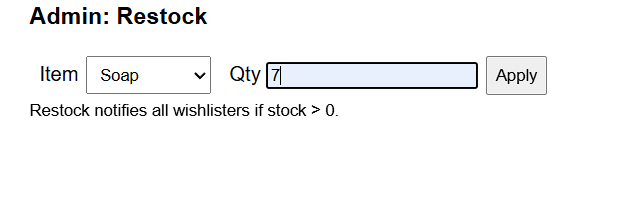 Admin: Restock
Item Soap Qty 7 Apply
Restock notifies all wishlisters if stock > 0.